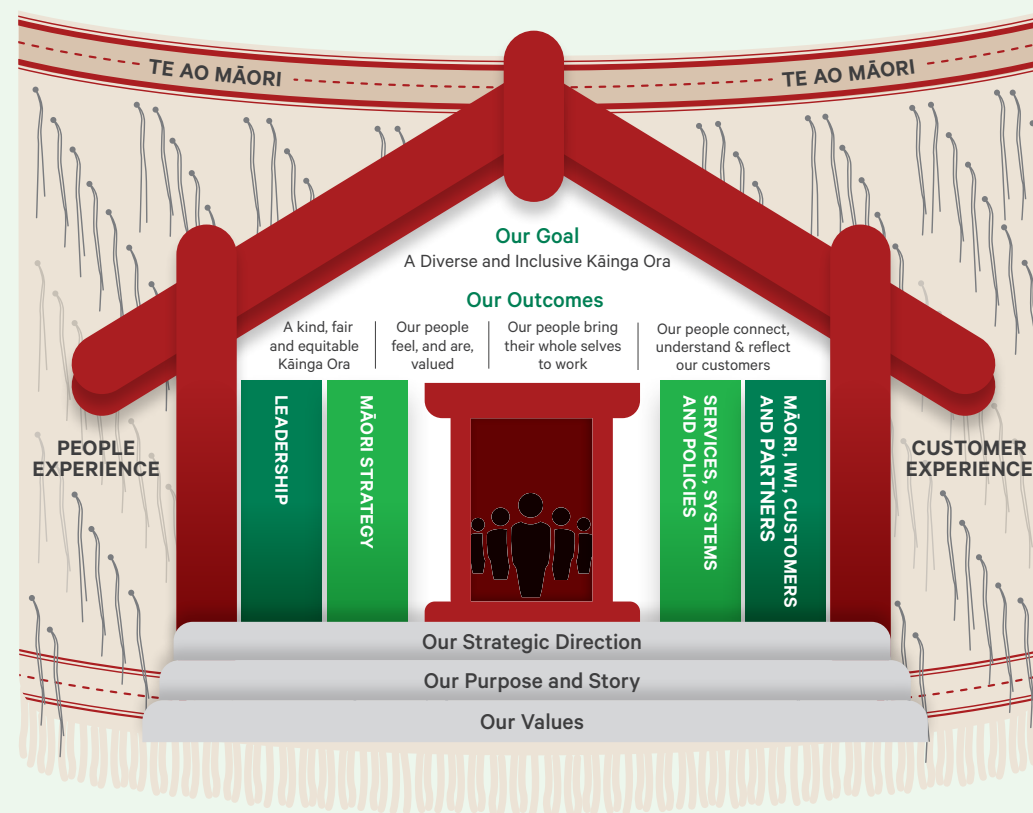 TE AO MĀORI
TE AO MĀORI
Our Goal
A Diverse and Inclusive Kāinga Ora
Our Outcomes
A kind, fair
and equitable
Kāinga Ora
Our people
feel, and are,
valued
Our people bring
their whole selves
to work
Our people connect,
understand & reflect
our customers
PEOPLE
EXPERIENCE
LEADERSHIP
MĀORI STRATEGY
SERVICES, SYSTEMS
AND POLICIES
MĀORI, IWI, CUSTOMERS
AND PARTNERS
CUSTOMER
EXPERIENCE
Our Strategic Direction
Our Purpose and Story
Our Values